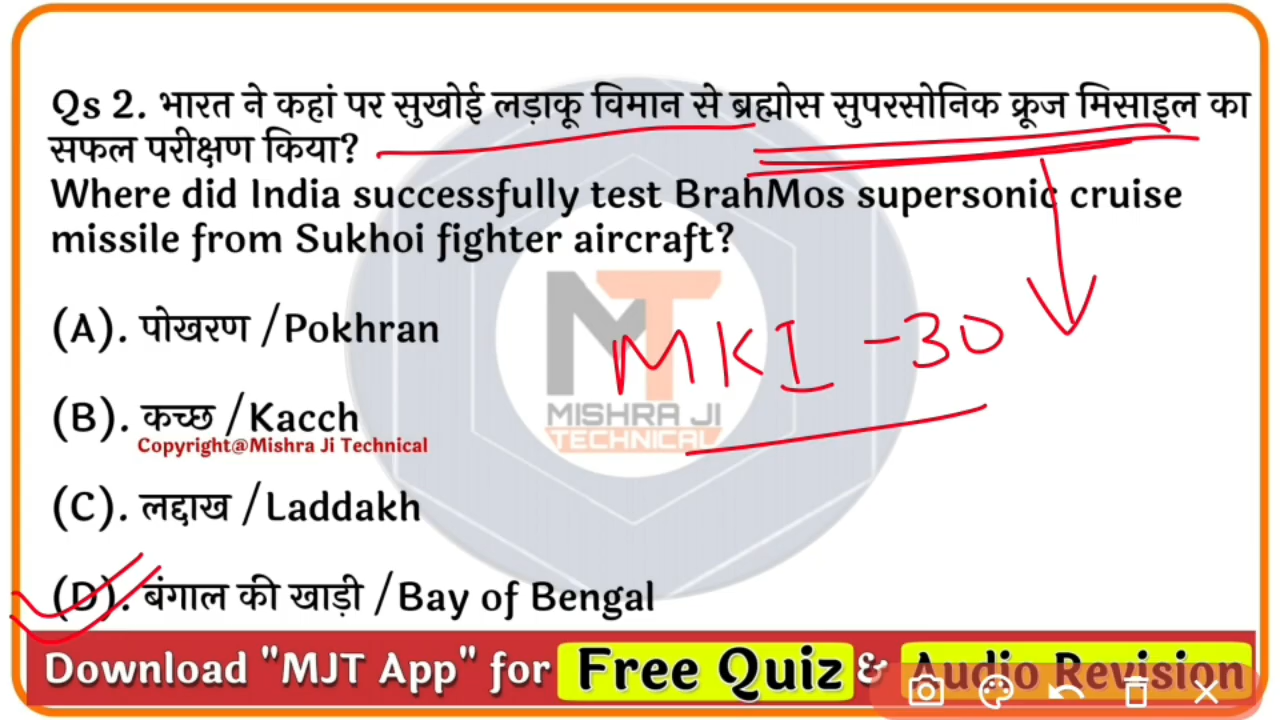 Qs 2. भारत ने कहां पर सुखोई लड़ाकू विमान से ब्रह्मोस सुपरसोनिक क्रूज मिसाइल का
सफल परीक्षण किया?
Where did India successfully test BrahMos supersonic cruise
missile from Sukhoi fighter aircraft?
(A). पोखरण /Pokhran
MKI -30
(B). कच्छ /Kacch
Copyright@Mishra Ji Technical
MT
MISHRA JI
TECHNICAL
(C). लद्दाख /Laddakh
(D). बंगाल की खाड़ी /Bay of Bengal
Download "MJT App" for Free Quiz & Audio Revision